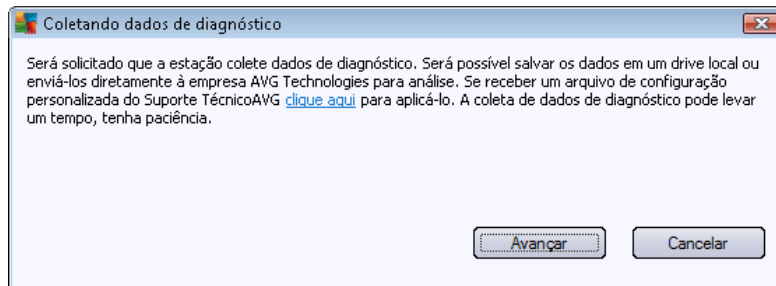 Coletando dados de diagnóstico
Será solicitado que a estação colete dados de diagnóstico. Será possível salvar os dados em um drive local ou
enviá-los diretamente à empresa AVG Technologies para análise. Se receber um arquivo de configuração
personalizada do Suporte TécnicoAVG clique aqui para aplicá-lo. A coleta de dados de diagnóstico pode levar
um tempo, tenha paciência.
Avançar Cancelar